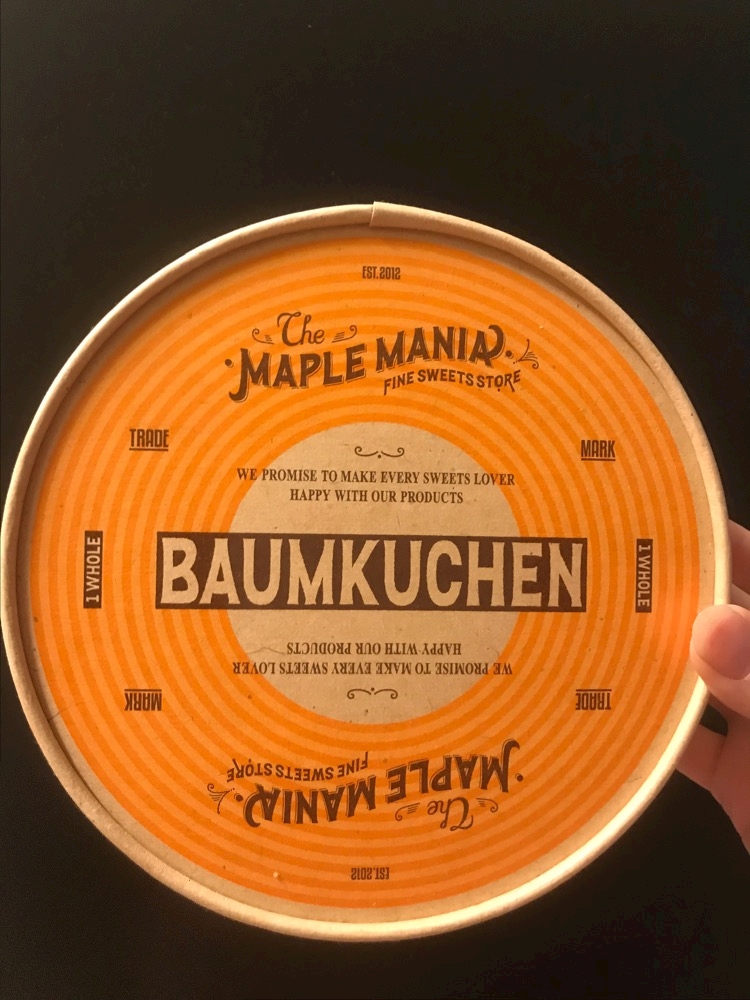 EST. 2012
The
MAPLE MANIA
FINE SWEETS STORE
TRADE
MARK
WE PROMISE TO MAKE EVERY SWEETS LOVER
HAPPY WITH OUR PRODUCTS
1 WHOLE
BAUMKUCHEN
1 WHOLE
WE PROMISE TO MAKE EVERY SWEETS LOVER
HAPPY WITH OUR PRODUCTS
TRADE
MARK
The
MAPLE MANIA
FINE SWEETS STORE
EST. 2012